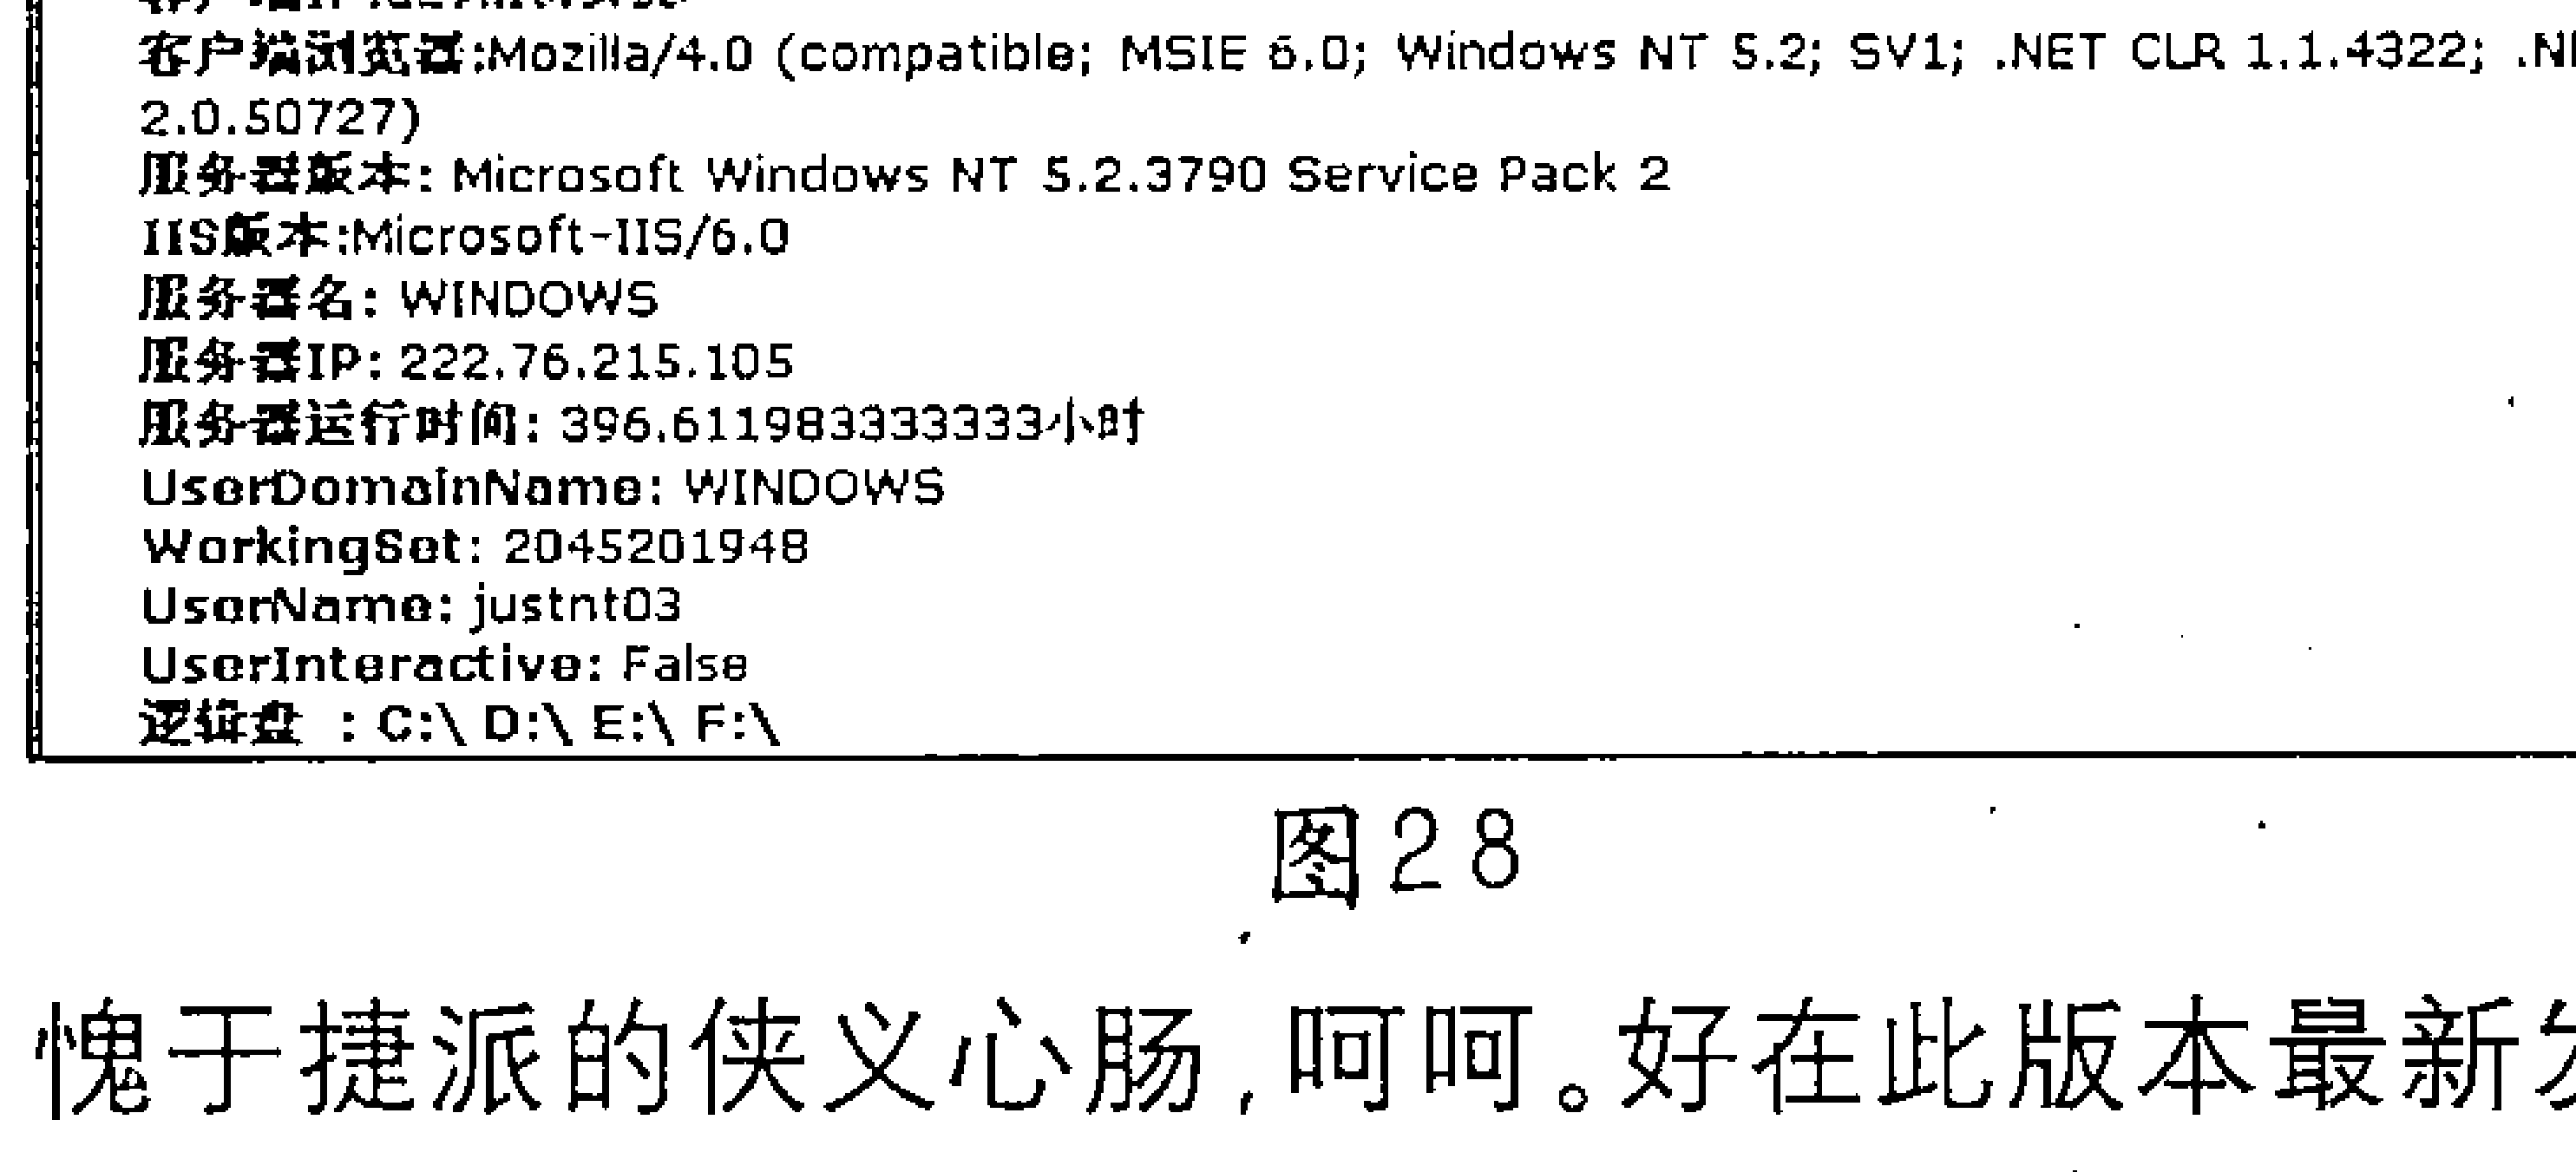 客户端浏览器:Mozilla/4.0 (compatible; MSIE 6.0; Windows NT 5.2; SV1; .NET CLR 1.1.4322;
2.0.50727)
服务器版本: Microsoft Windows NT 5.2.3790 Service Pack 2
IIS版本:Microsoft-IIS/6.0
服务器名: WINDOWS
服务器IP: 222.76.215.105
服务器运行时间: 396.611983333333小时
UserDomainName: WINDOWS
WorkingSet: 2045201948
UserName: justnt03
UserInteractive: False
逻辑盘 : C:\ D:\ E:\ F:\
图28
愧于捷派的侠义心肠,呵呵。好在此版本最新